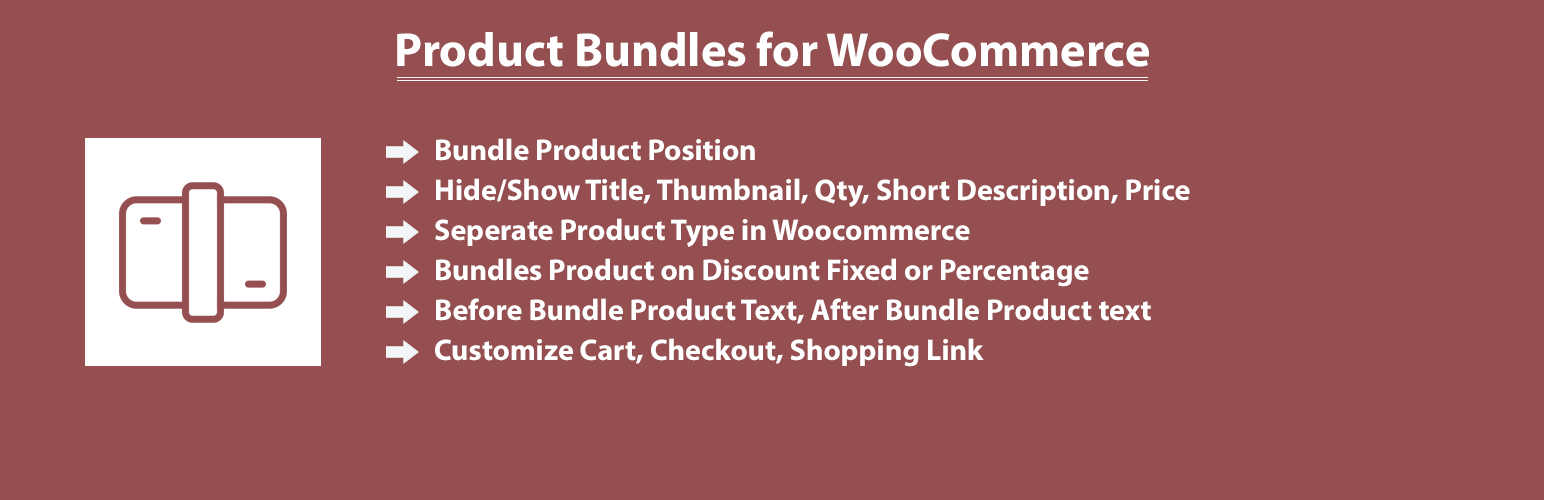 Product Bundles for WooCommerce
Bundle Product Position
Hide/Show Title, Thumbnail, Qty, Short Description, Price
Seperate Product Type in Woocommerce
Bundles Product on Discount Fixed or Percentage
Before Bundle Product Text, After Bundle Product text
Customize Cart, Checkout, Shopping Link